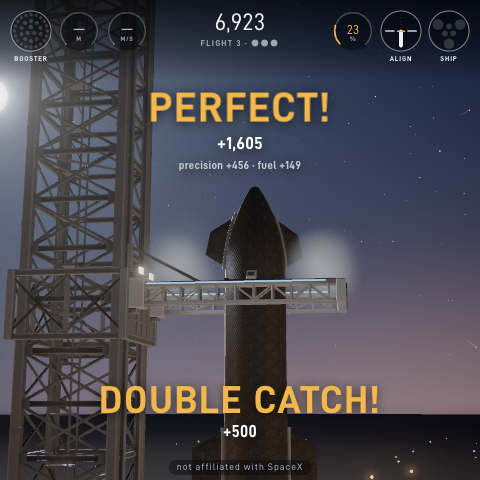 6,923
FLIGHT 3 ·
M
M/S
23
%
BOOSTER
ALIGN
SHIP
PERFECT!
+1,605
precision +456 · fuel +149
DOUBLE CATCH!
+500
not affiliated with SpaceX